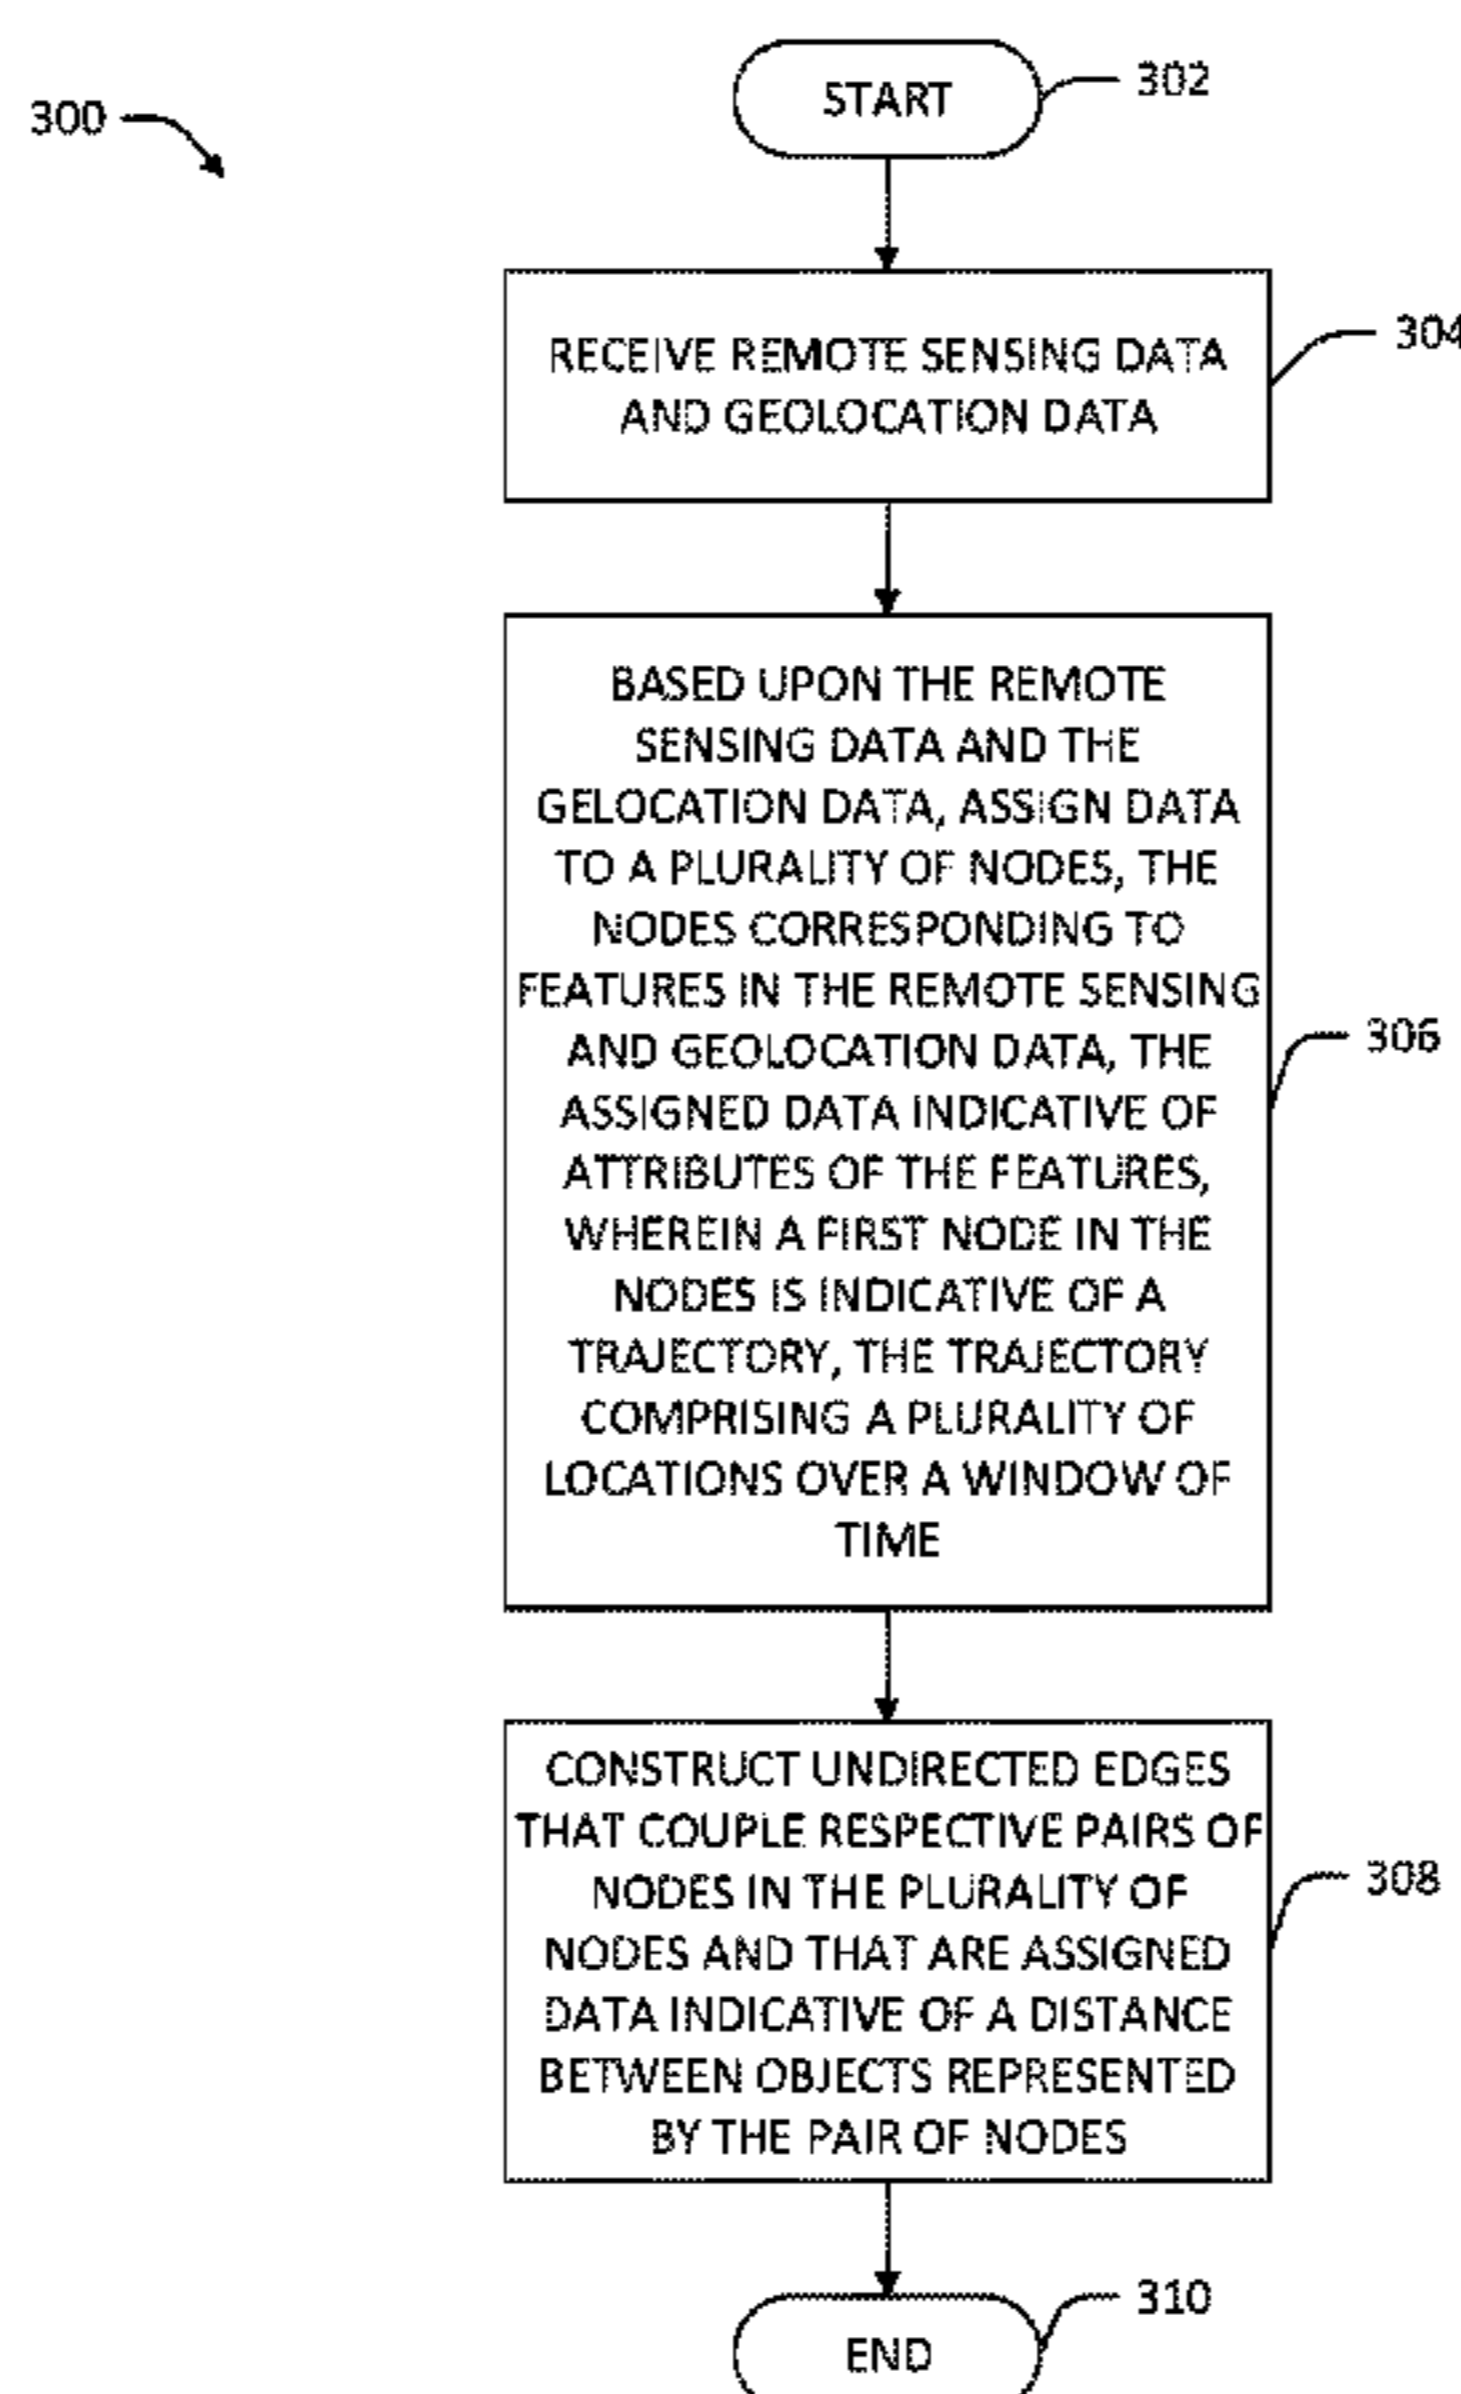 300
START
302
RECEIVE REMOTE SENSING DATA
AND GEOLOCATION DATA
304
BASED UPON THE REMOTE
SENSING DATA AND THE
GELOCATION DATA, ASSIGN DATA
TO A PLURALITY OF NODES, THE
NODES CORRESPONDING TO
FEATURES IN THE REMOTE SENSING
AND GEOLOCATION DATA, THE
ASSIGNED DATA INDICATIVE OF
ATTRIBUTES OF THE FEATURES,
WHEREIN A FIRST NODE IN THE
NODES IS INDICATIVE OF A
TRAJECTORY, THE TRAJECTORY
COMPRISING A PLURALITY OF
LOCATIONS OVER A WINDOW OF
TIME
306
CONSTRUCT UNDIRECTED EDGES
THAT COUPLE RESPECTIVE PAIRS OF
NODES IN THE PLURALITY OF
NODES AND THAT ARE ASSIGNED
DATA INDICATIVE OF A DISTANCE
BETWEEN OBJECTS REPRESENTED
BY THE PAIR OF NODES
308
END
310